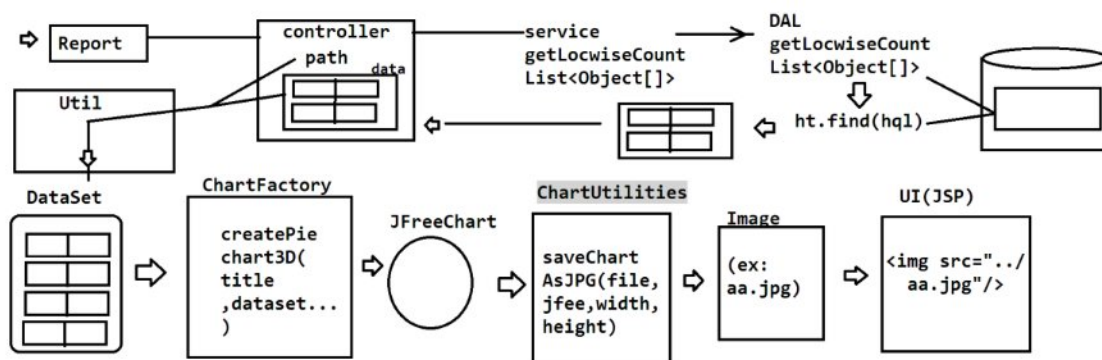 Report
controller
path
data
service
getLocwiseCount
List<Object[]>
DAL
getLocwiseCount
List<Object[]>
ht.find(hql)
Util
DataSet
ChartFactory
createPie
chart3D(
title
,dataset...
)
JFreeChart
ChartUtilities
saveChart
AsJPG(file,
jfee,width,
height)
Image
(ex:
aa.jpg)
UI(JSP)
<img src="../
aa.jpg"/>